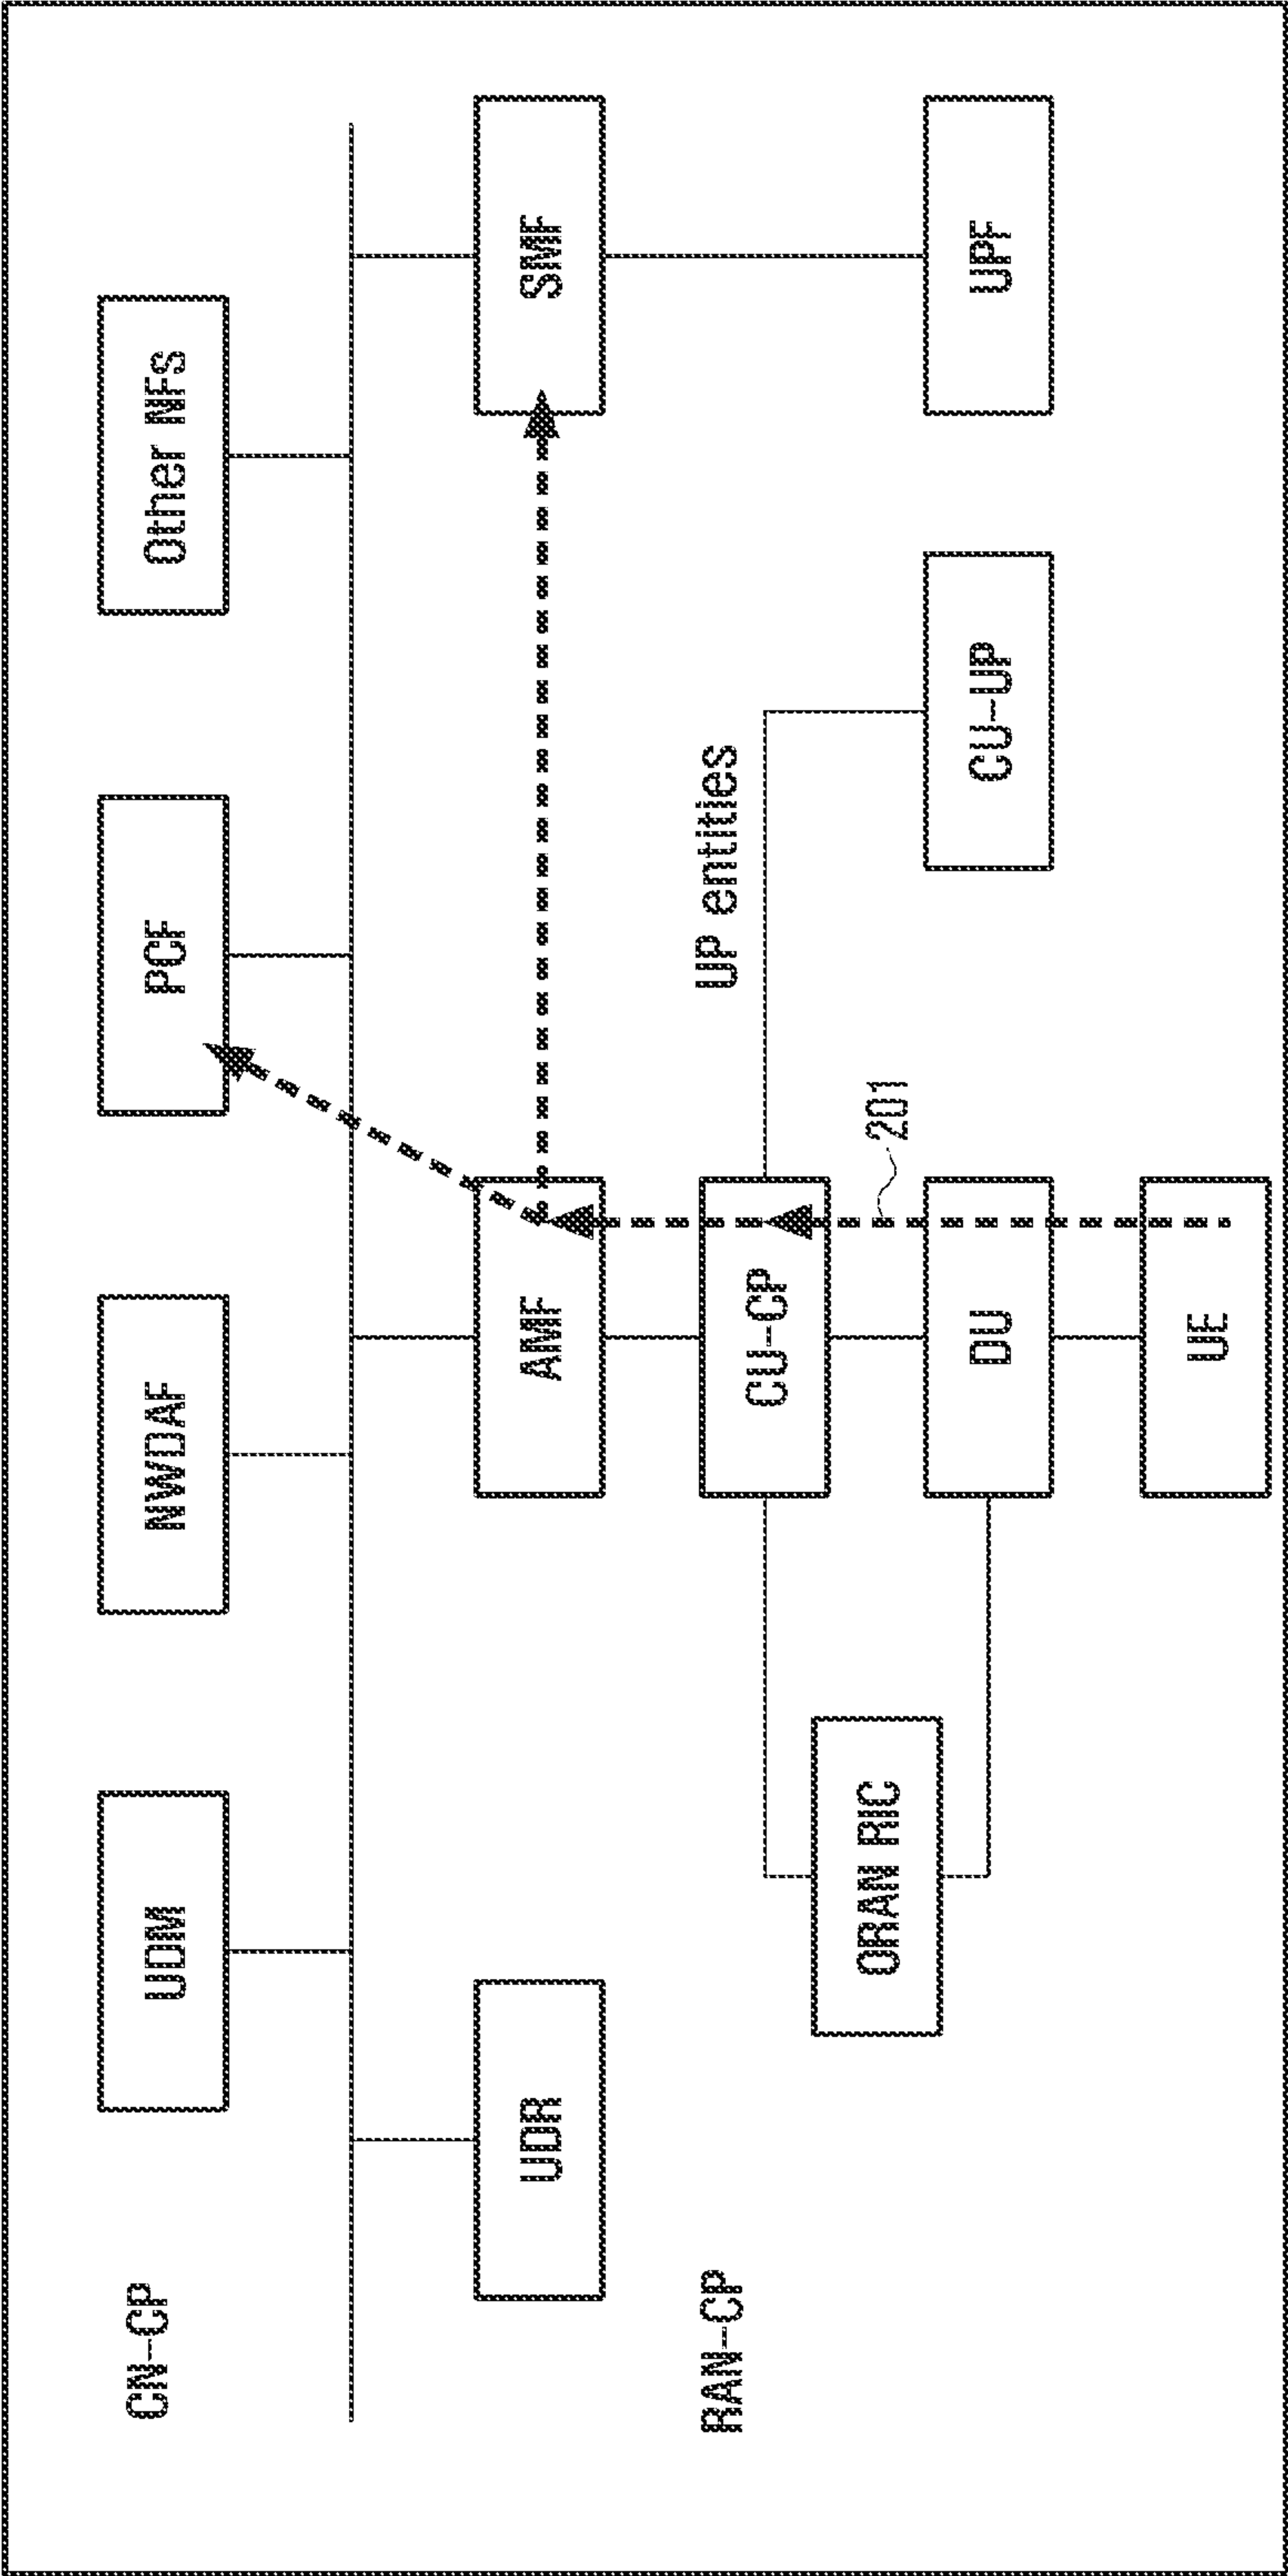 CN-CP
UDM
NWDAF
PCF
Other NFs
UDR
AMF
SMF
RAN-CP
CU-CP
UP entities
ORAN RIC
201
DU
CU-UP
UPF
UE